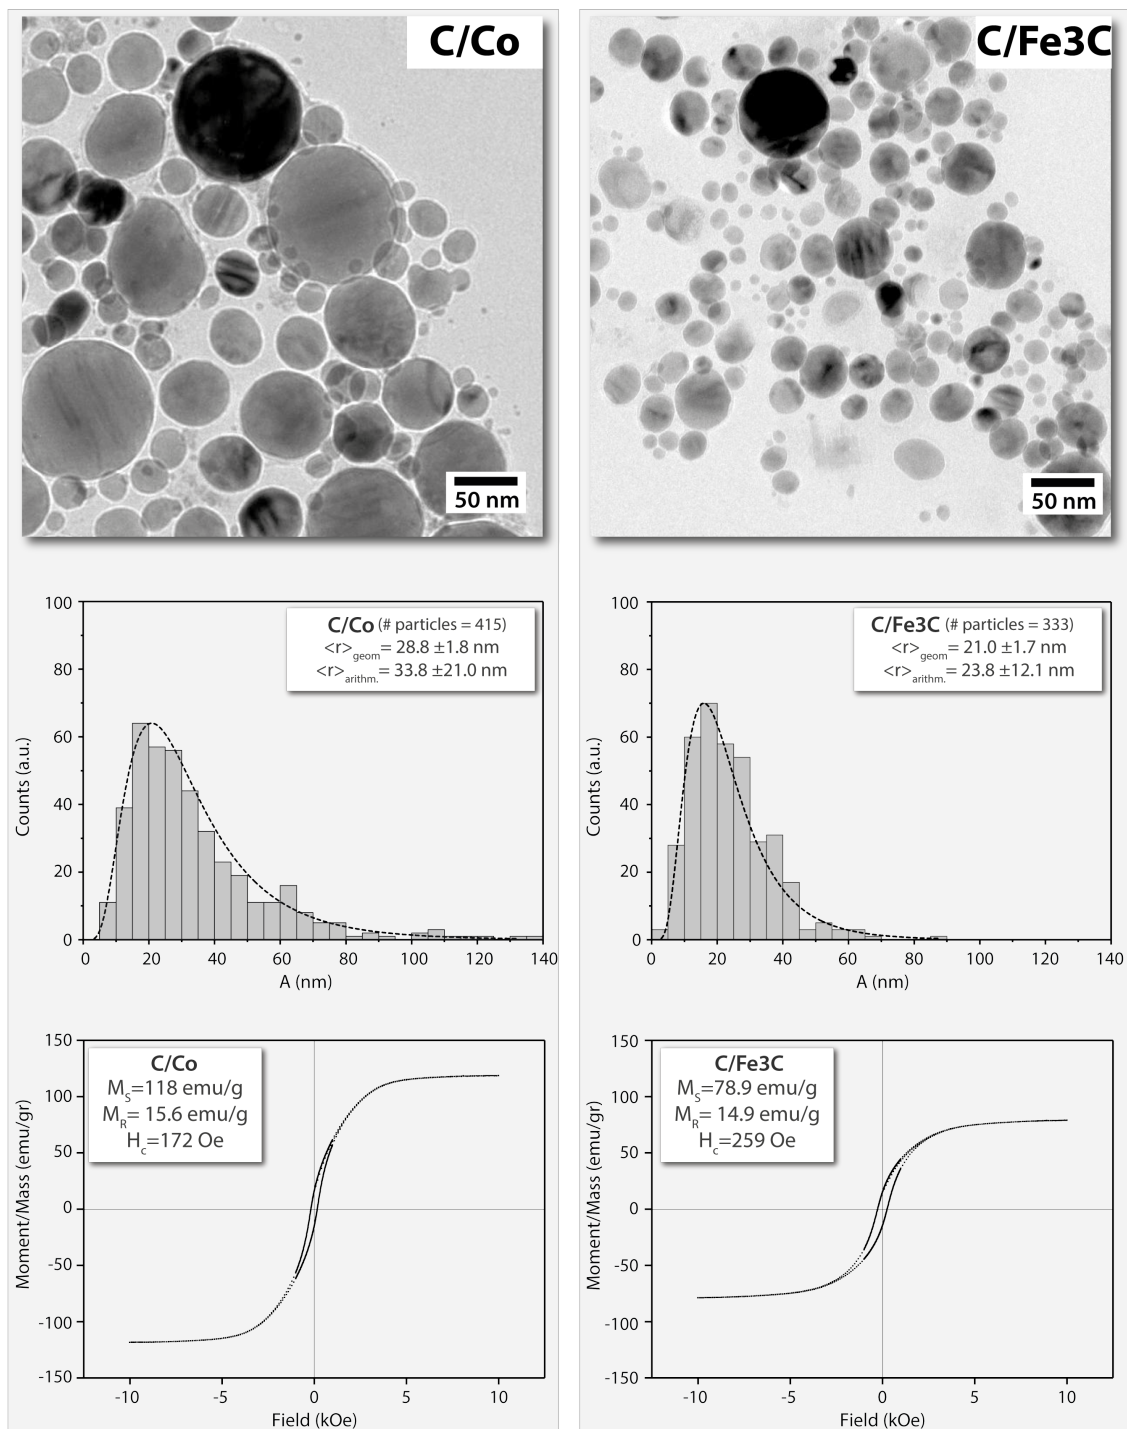 C/Co
50 nm
C/Fe3C
50 nm
100
80
60
40
20
0
Counts (a.u.)
C/Co (# particles = 415)
<r>geom= 28.8 ±1.8 nm
<r>arithm.= 33.8 ±21.0 nm
0 20 40 60 80 100 120 140
A (nm)
100
80
60
40
20
0
Counts (a.u.)
C/Fe3C (# particles = 333)
<r>geom= 21.0 ±1.7 nm
<r>arithm.= 23.8 ±12.1 nm
0 20 40 60 80 100 120 140
A (nm)
150
100
50
0
-50
-100
-150
Moment/Mass (emu/gr)
C/Co
MS=118 emu/g
MR= 15.6 emu/g
Hc=172 Oe
-10 -5 0 5 10
Field (kOe)
150
100
50
0
-50
-100
-150
Moment/Mass (emu/gr)
C/Fe3C
MS=78.9 emu/g
MR= 14.9 emu/g
Hc=259 Oe
-10 -5 0 5 10
Field (kOe)